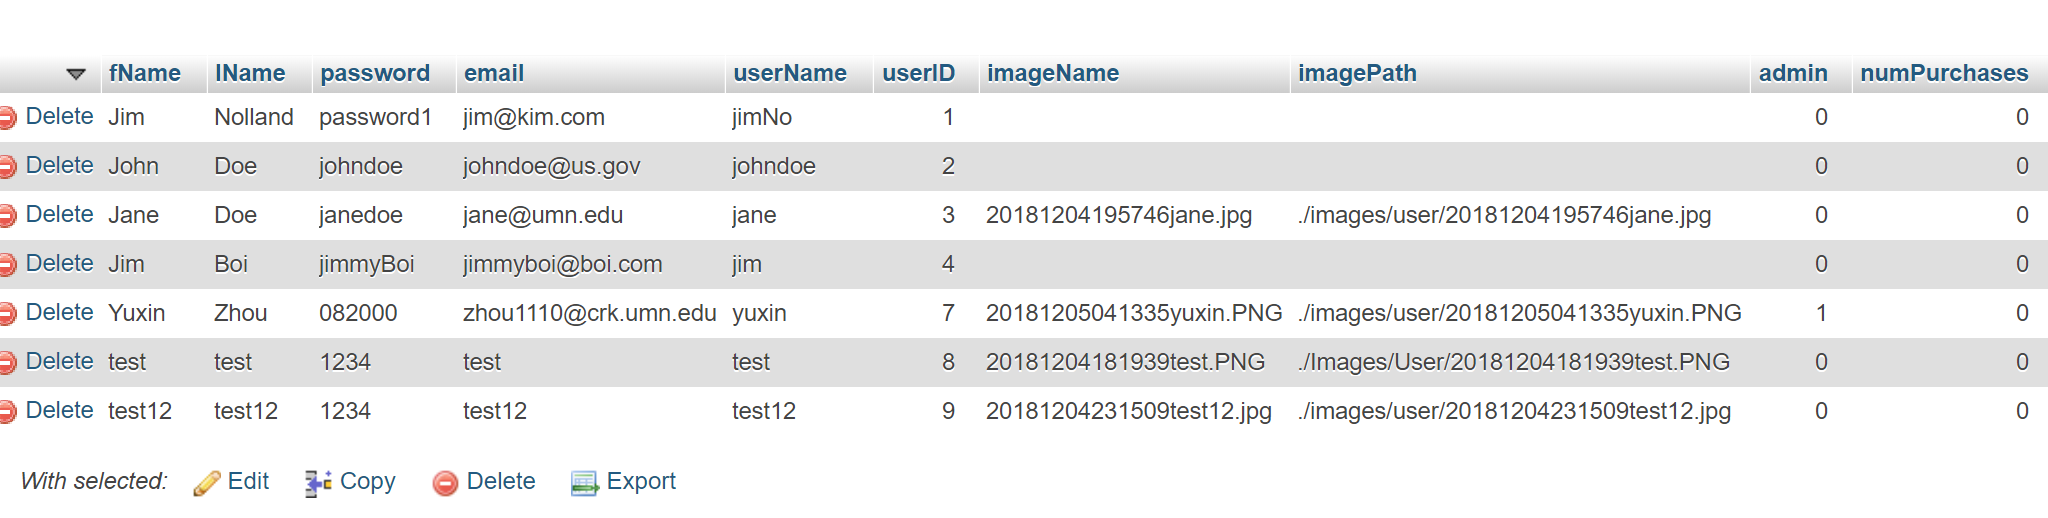 fName lName password email userName userID imageName imagePath admin numPurchases
Delete Jim Nolland password1 jim@kim.com jimNo 1 0 0
Delete John Doe johndoe johndoe@us.gov johndoe 2 0 0
Delete Jane Doe janedoe jane@umn.edu jane 3 20181204195746jane.jpg ./images/user/20181204195746jane.jpg 0 0
Delete Jim Boi jimmyBoi jimmyboi@boi.com jim 4 0 0
Delete Yuxin Zhou 082000 zhou1110@crk.umn.edu yuxin 7 20181205041335yuxin.PNG ./images/user/20181205041335yuxin.PNG 1 0
Delete test test 1234 test test 8 20181204181939test.PNG ./Images/User/20181204181939test.PNG 0 0
Delete test12 test12 1234 test12 test12 9 20181204231509test12.jpg ./images/user/20181204231509test12.jpg 0 0
With selected: Edit Copy Delete Export